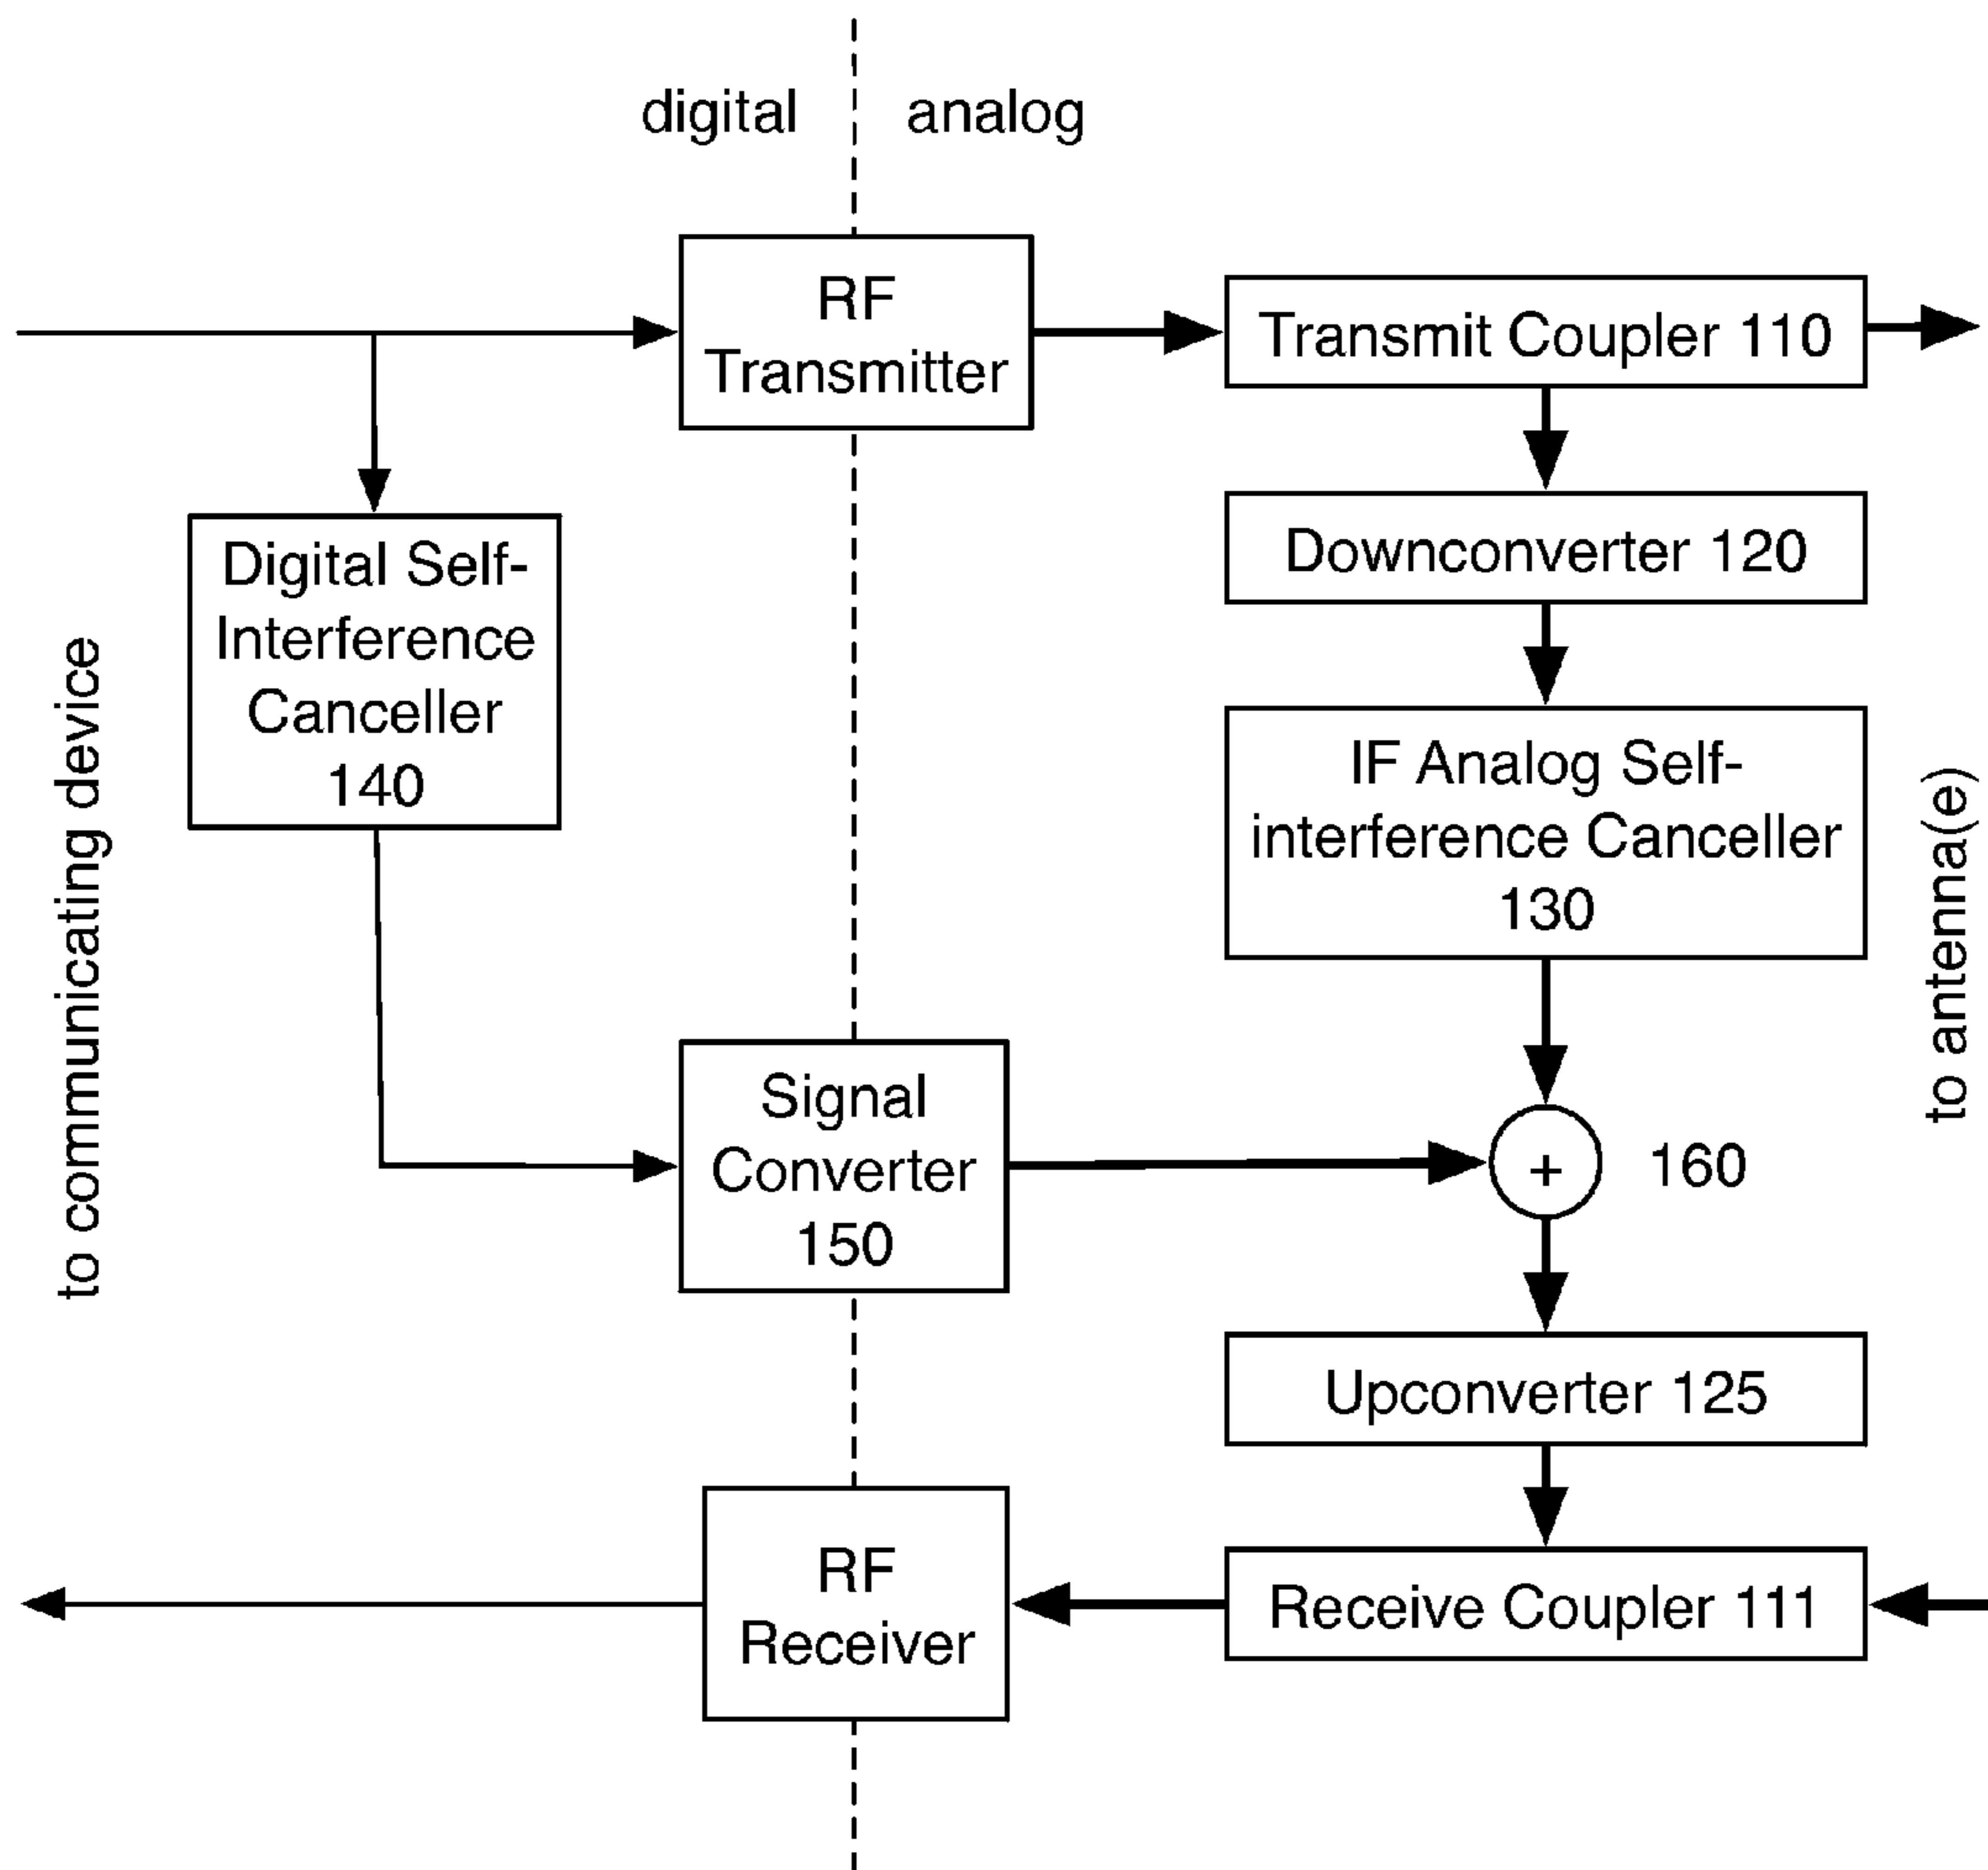 digital
analog
RF
Transmitter
Transmit Coupler 110
Downconverter 120
Digital Self-
Interference
Canceller
140
IF Analog Self-
interference Canceller
130
to communicating device
to antenna(e)
Signal
Converter
150
+
160
Upconverter 125
RF
Receiver
Receive Coupler 111